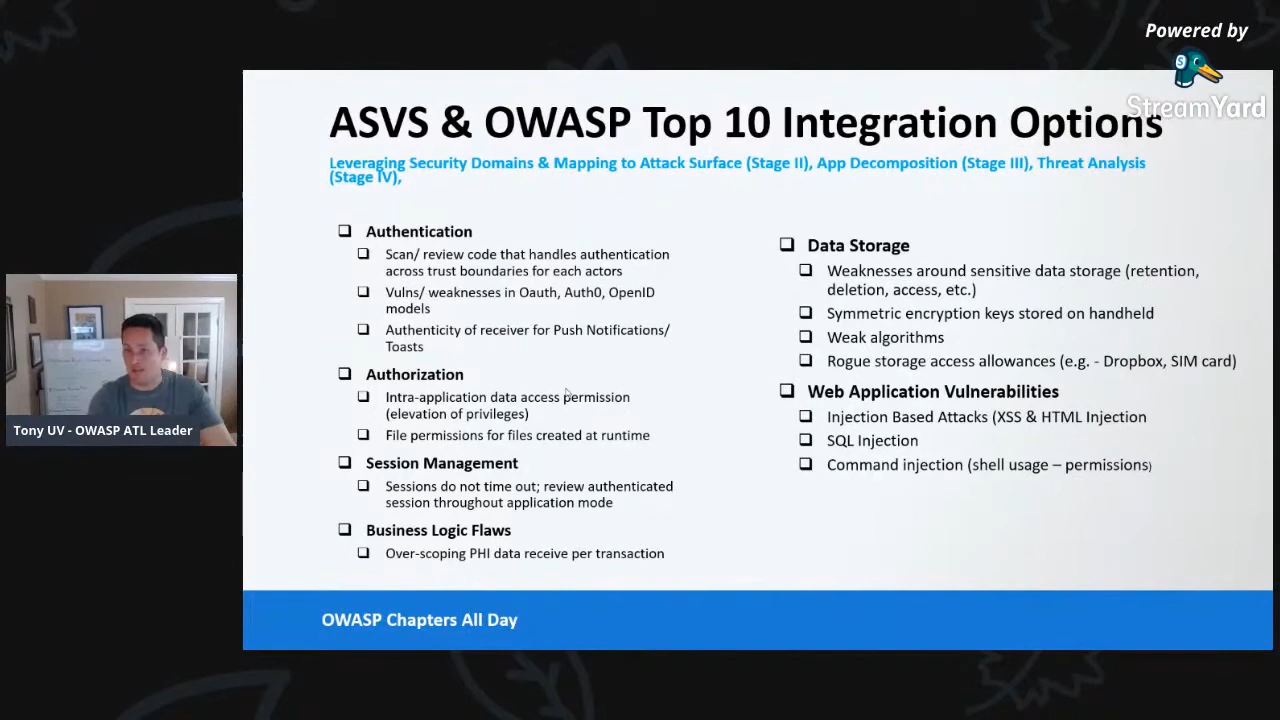 Powered by
StreamYard
ASVS & OWASP Top 10 Integration Options
Leveraging Security Domains & Mapping to Attack Surface (Stage II), App Decomposition (Stage III), Threat Analysis
(Stage IV),
Authentication
Scan/ review code that handles authentication
across trust boundaries for each actors
Vulns/ weaknesses in Oauth, Auth0, OpenID
models
Authenticity of receiver for Push Notifications/
Toasts
Authorization
Intra-application data access permission
(elevation of privileges)
File permissions for files created at runtime
Session Management
Sessions do not time out; review authenticated
session throughout application mode
Business Logic Flaws
Over-scoping PHI data receive per transaction
Data Storage
Weaknesses around sensitive data storage (retention,
deletion, access, etc.)
Symmetric encryption keys stored on handheld
Weak algorithms
Rogue storage access allowances (e.g. - Dropbox, SIM card)
Web Application Vulnerabilities
Injection Based Attacks (XSS & HTML Injection
SQL Injection
Command injection (shell usage – permissions)
Tony UV - OWASP ATL Leader
OWASP Chapters All Day